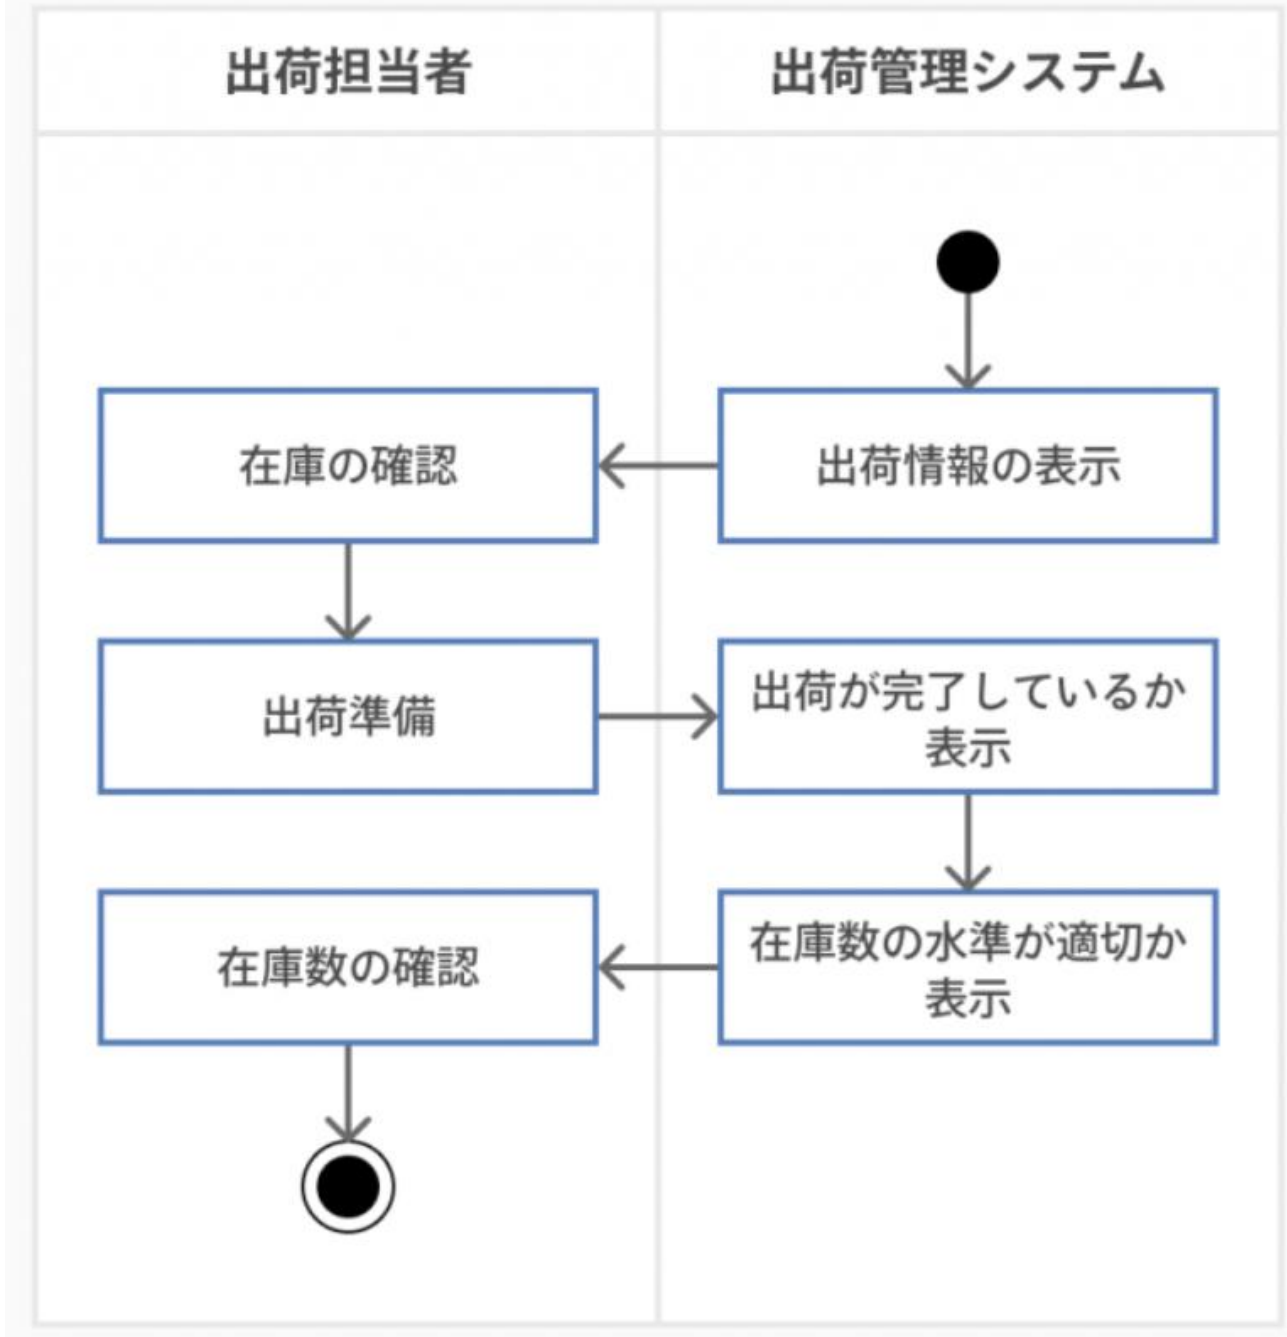 出荷担当者
出荷管理システム
在庫の確認
出荷情報の表示
出荷準備
出荷が完了しているか
表示
在庫数の確認
在庫数の水準が適切か
表示